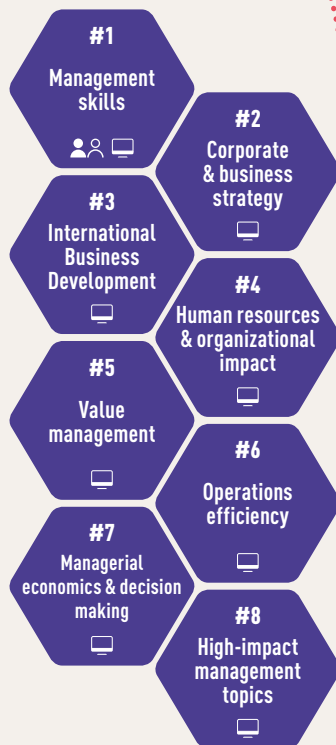 #1
Management
skills
#2
Corporate
& business
strategy
#3
International
Business
Development
#4
Human resources
& organizational
impact
#5
Value
management
#6
Operations
efficiency
#7
Managerial
economics & decision
making
#8
High-impact
management
topics